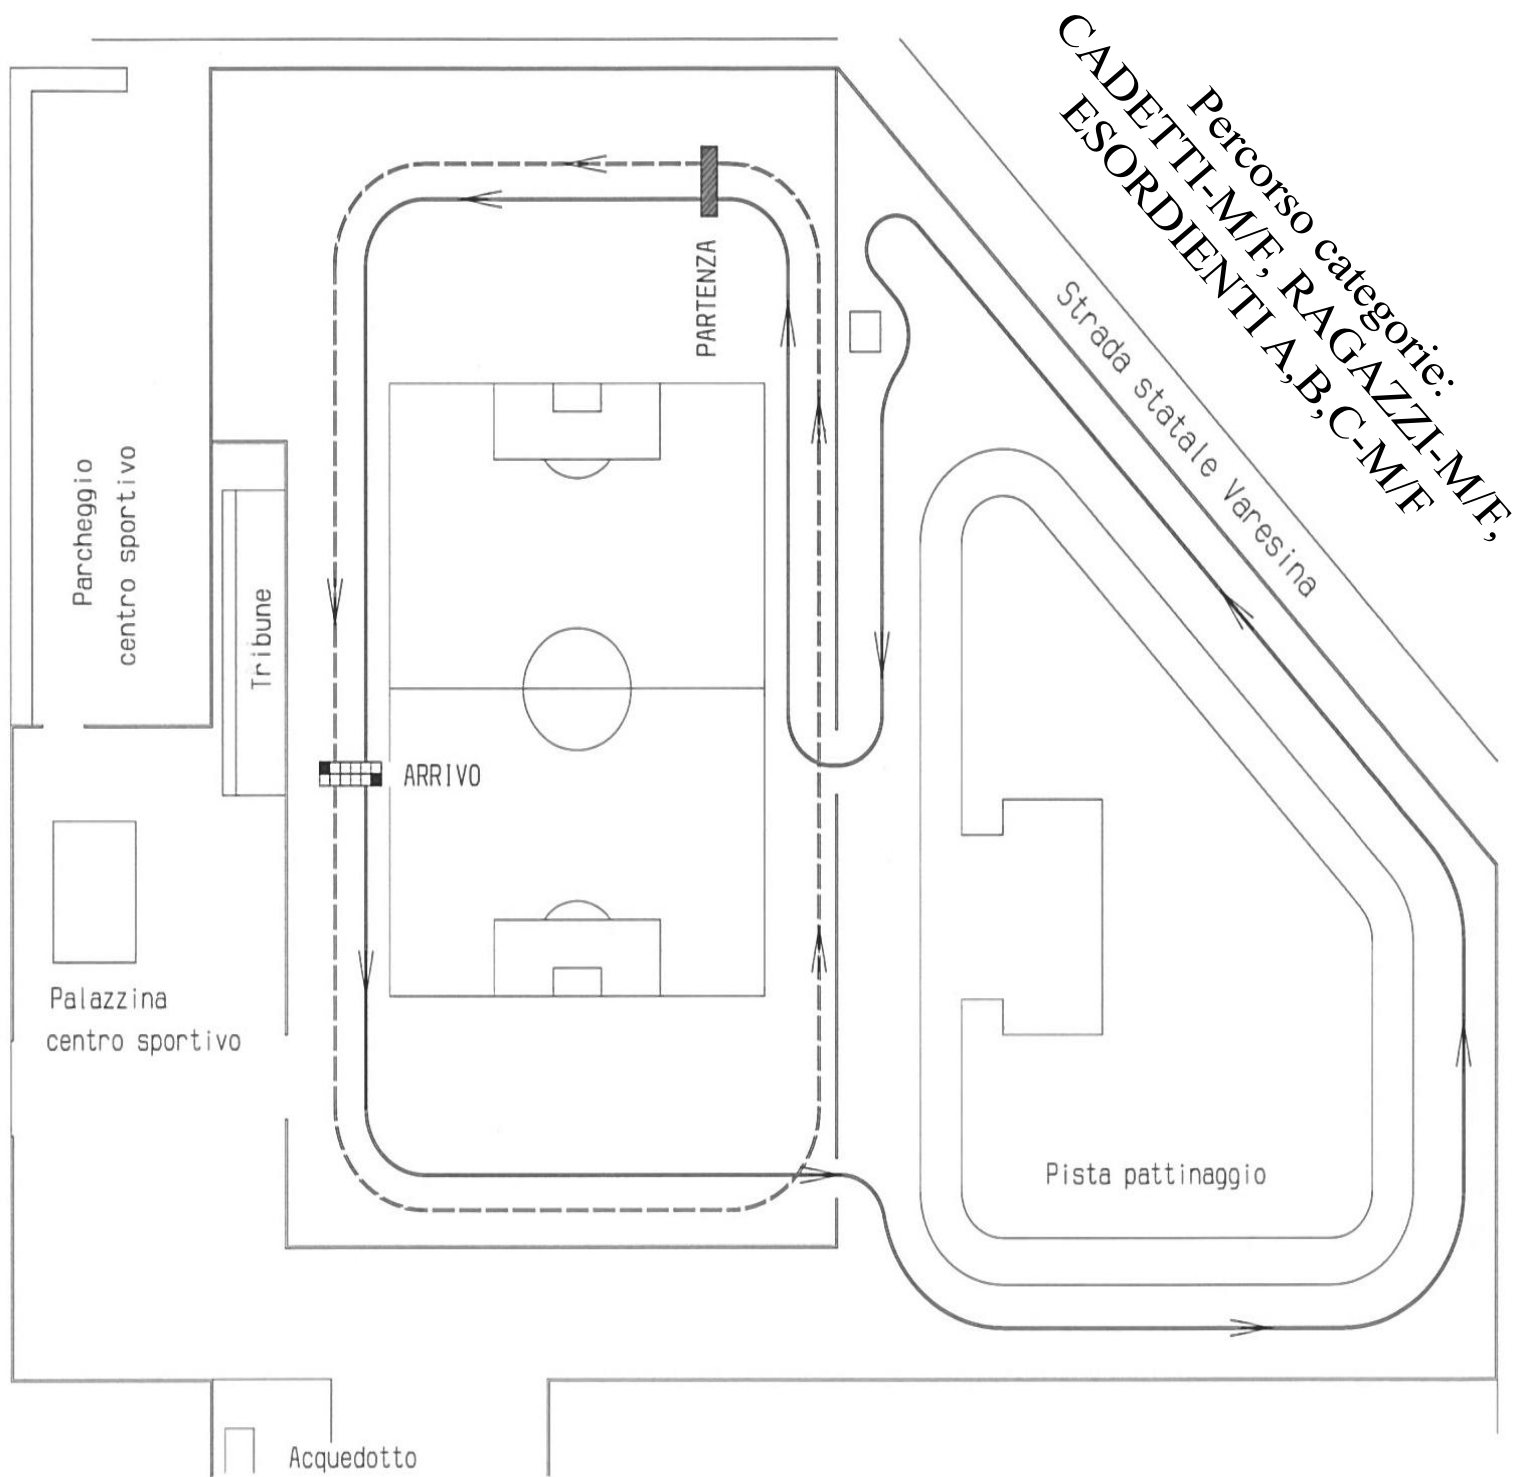 Percorso categorie:
CADETTI-M/F, RAGAZZI-M/F,
ESORDIENTI A,B,C-M/F
Strada statale Varesina
PARTENZA
Parcheggio
centro sportivo
Tribune
ARRIVO
Palazzina
centro sportivo
Pista pattinaggio
Acquedotto